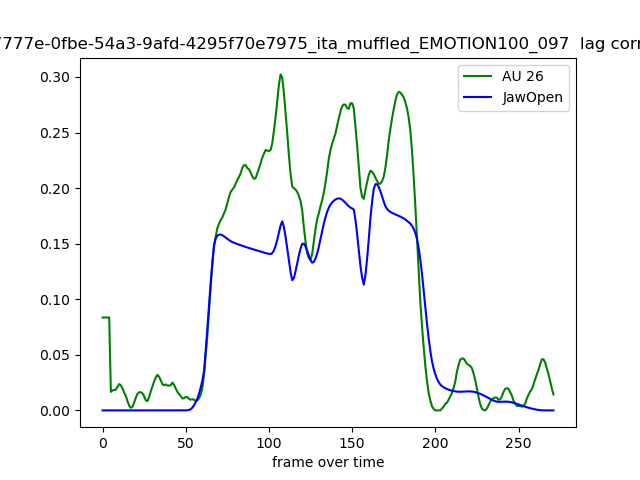 7777e-0fbe-54a3-9afd-4295f70e7975_ita_muffled_EMOTION100_097 lag corr
AU 26
JawOpen
0.30
0.25
0.20
0.15
0.10
0.05
0.00
0 50 100 150 200 250
frame over time